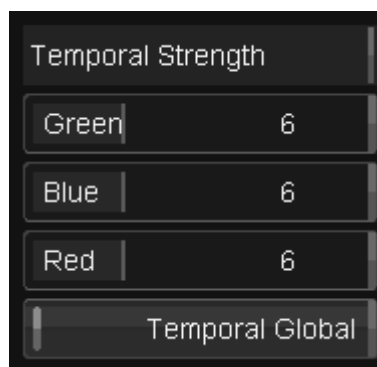 Temporal Strength
Green 6
Blue 6
Red 6
Temporal Global